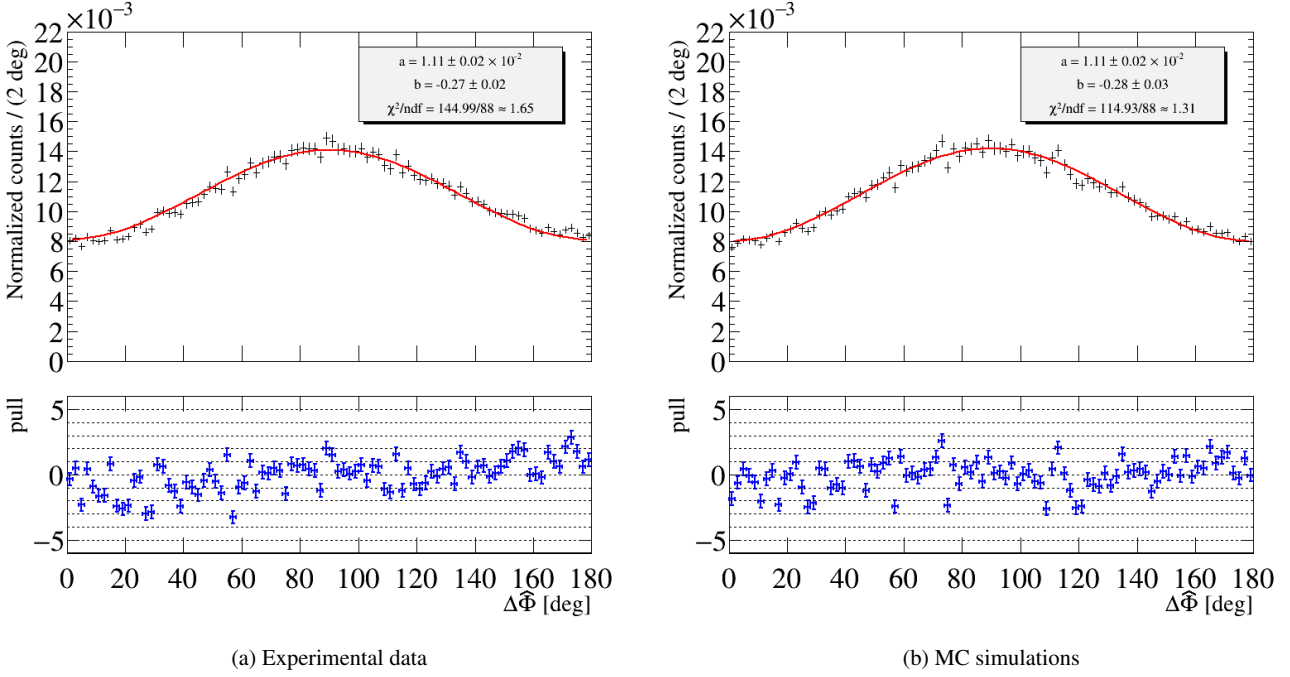 ×10⁻³
22
20
18
16
14
12
10
8
6
4
2
0
Normalized counts / (2 deg)
a = 1.11 ± 0.02 × 10⁻²
b = -0.27 ± 0.02
χ²/ndf = 144.99/88 ≈ 1.65
pull
5
0
−5
0 20 40 60 80 100 120 140 160 180
ΔΦ̂ [deg]
(a) Experimental data
×10⁻³
22
20
18
16
14
12
10
8
6
4
2
0
Normalized counts / (2 deg)
a = 1.11 ± 0.02 × 10⁻²
b = -0.28 ± 0.03
χ²/ndf = 114.93/88 ≈ 1.31
pull
5
0
−5
0 20 40 60 80 100 120 140 160 180
ΔΦ̂ [deg]
(b) MC simulations